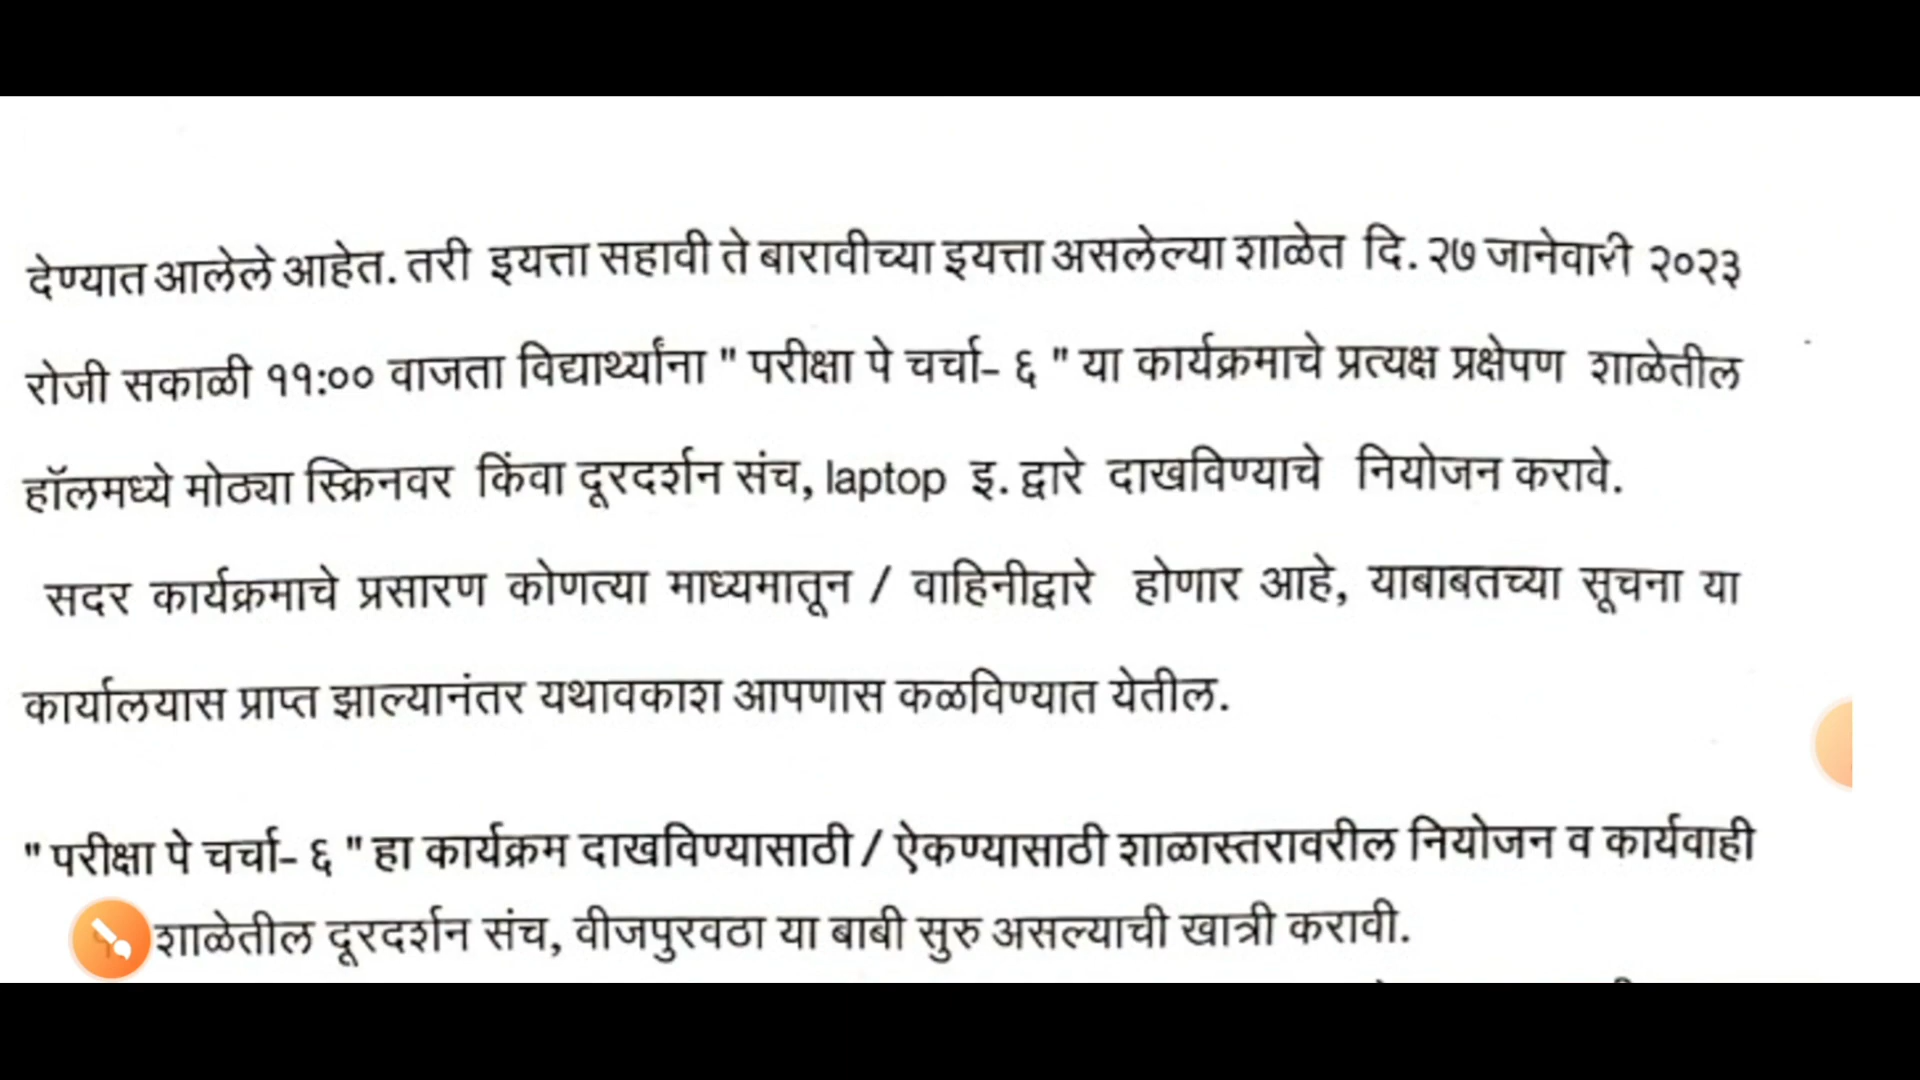 देण्यात आलेले आहेत. तरी इयत्ता सहावी ते बारावीच्या इयत्ता असलेल्या शाळेत दि. २७ जानेवारी २०२३
रोजी सकाळी ११:०० वाजता विद्यार्थ्यांना " परीक्षा पे चर्चा- ६ " या कार्यक्रमाचे प्रत्यक्ष प्रक्षेपण शाळेतील
हॉलमध्ये मोठ्या स्क्रिनवर किंवा दूरदर्शन संच, laptop इ. द्वारे दाखविण्याचे नियोजन करावे.
सदर कार्यक्रमाचे प्रसारण कोणत्या माध्यमातून / वाहिनीद्वारे होणार आहे, याबाबतच्या सूचना या
कार्यालयास प्राप्त झाल्यानंतर यथावकाश आपणास कळविण्यात येतील.
" परीक्षा पे चर्चा- ६ " हा कार्यक्रम दाखविण्यासाठी / ऐकण्यासाठी शाळास्तरावरील नियोजन व कार्यवाही
शाळेतील दूरदर्शन संच, वीजपुरवठा या बाबी सुरु असल्याची खात्री करावी.